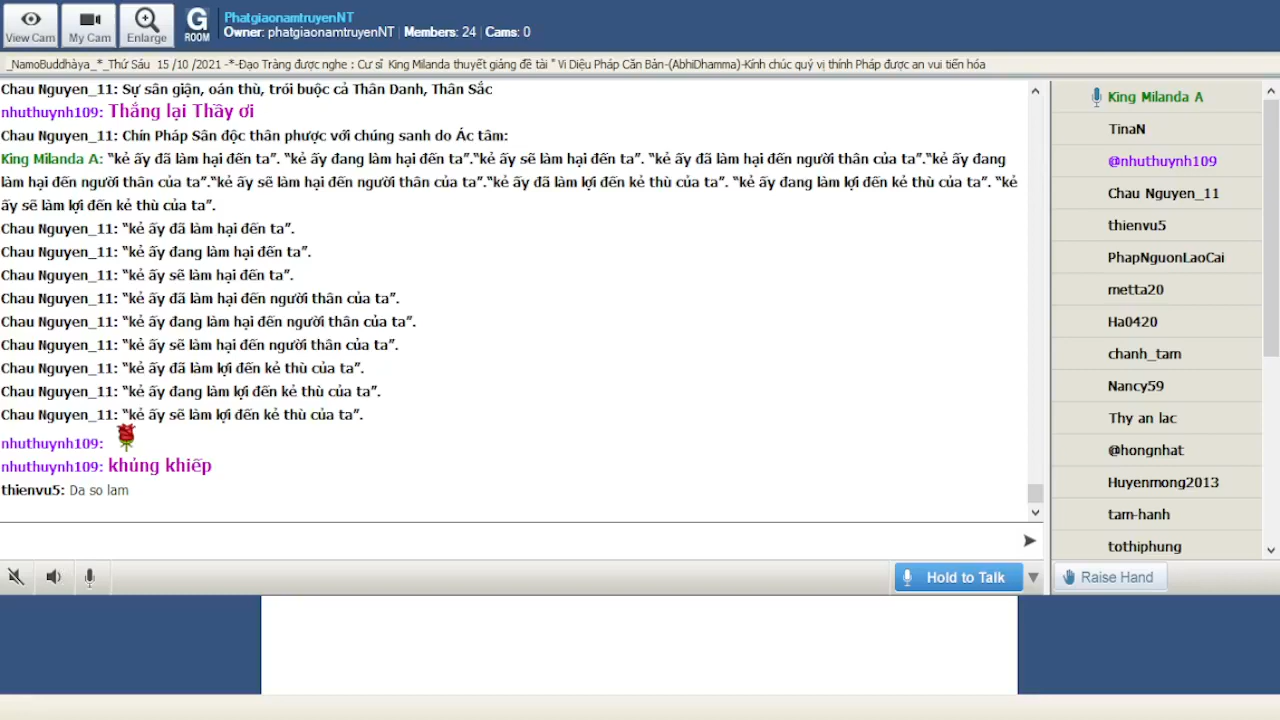 View Cam
My Cam
Enlarge
G
ROOM
PhatgiaonamtruyenNT
Owner: phatgiaonamtruyenNT | Members: 24 | Cams: 0
_NamoBuddhàya_*_Thứ Sáu 15 /10 /2021 -*-Đạo Tràng được nghe : Cư sĩ King Milanda thuyết giảng đề tài " Vi Diệu Pháp Căn Bản-(AbhiDhamma)-Kính chúc quý vị thính Pháp được an vui tiến hóa
Chau Nguyen_11: Sự sân giận, oán thù, trói buộc cả Thân Danh, Thân Sắc
nhuthuynh109: Thắng lại Thầy ơi
Chau Nguyen_11: Chín Pháp Sân độc thân phược với chúng sanh do Ác tâm:
King Milanda A: “kẻ ấy đã làm hại đến ta”. “kẻ ấy đang làm hại đến ta”.“kẻ ấy sẽ làm hại đến ta”. “kẻ ấy đã làm hại đến người thân của ta”.“kẻ ấy đang
làm hại đến người thân của ta”.“kẻ ấy sẽ làm hại đến người thân của ta”.“kẻ ấy đã làm lợi đến kẻ thù của ta”. “kẻ ấy đang làm lợi đến kẻ thù của ta”. “kẻ
ấy sẽ làm lợi đến kẻ thù của ta”.
Chau Nguyen_11: “kẻ ấy đã làm hại đến ta”.
Chau Nguyen_11: “kẻ ấy đang làm hại đến ta”.
Chau Nguyen_11: “kẻ ấy sẽ làm hại đến ta”.
Chau Nguyen_11: “kẻ ấy đã làm hại đến người thân của ta”.
Chau Nguyen_11: “kẻ ấy đang làm hại đến người thân của ta”.
Chau Nguyen_11: “kẻ ấy sẽ làm hại đến người thân của ta”.
Chau Nguyen_11: “kẻ ấy đã làm lợi đến kẻ thù của ta”.
Chau Nguyen_11: “kẻ ấy đang làm lợi đến kẻ thù của ta”.
Chau Nguyen_11: “kẻ ấy sẽ làm lợi đến kẻ thù của ta”.
nhuthuynh109:
nhuthuynh109: khủng khiếp
thienvu5: Da so lam
King Milanda A
TinaN
@nhuthuynh109
Chau Nguyen_11
thienvu5
PhapNguonLaoCai
metta20
Ha0420
chanh_tam
Nancy59
Thy an lac
@hongnhat
Huyenmong2013
tam-hanh
tothiphung
Hold to Talk
Raise Hand